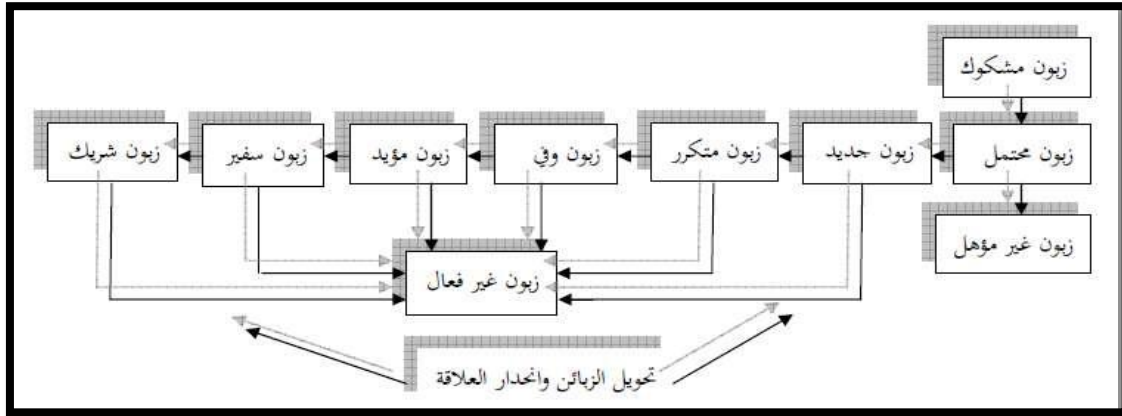 زبون مشكوك
زبون محتمل
زبون جديد
زبون متكرر
زبون وفي
زبون مؤيد
زبون سفير
زبون شريك
زبون غير مؤهل
زبون غير فعال
تحويل الزبائن وانحدار العلاقة